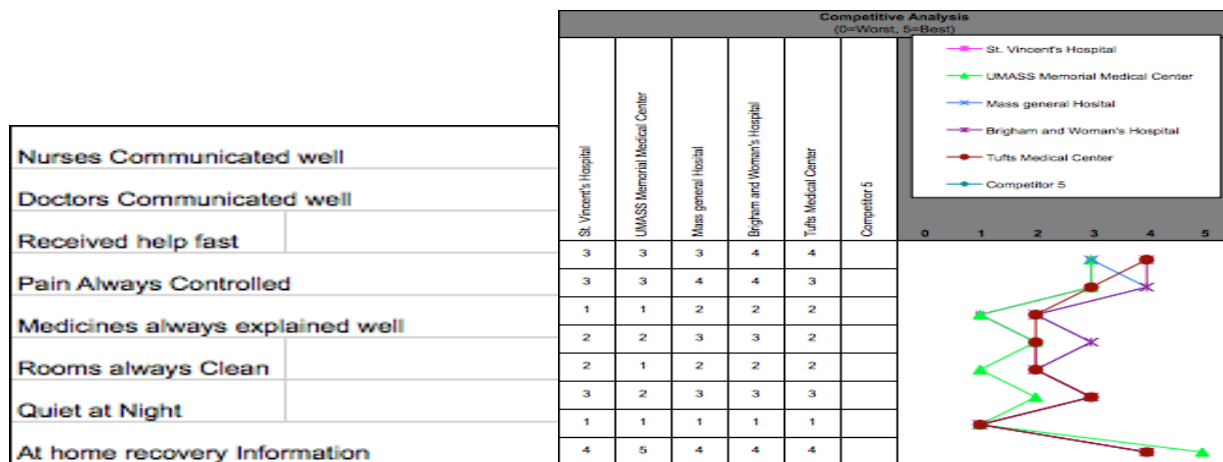 Competitive Analysis
(0=Worst, 5=Best)
St. Vincent's Hospital
UMASS Memorial Medical Center
Mass general Hosital
Brigham and Woman's Hospital
Tufts Medical Center
Competitor 5
St. Vincent's Hospital
UMASS Memorial Medical Center
Mass general Hosital
Brigham and Woman's Hospital
Tufts Medical Center
Competitor 5
0 1 2 3 4 5
Nurses Communicated well
Doctors Communicated well
Received help fast
Pain Always Controlled
Medicines always explained well
Rooms always Clean
Quiet at Night
At home recovery Information
3 3 3 4 4
3 3 4 4 3
1 1 2 2 2
2 2 3 3 2
2 1 2 2 2
3 2 3 3 3
1 1 1 1 1
4 5 4 4 4